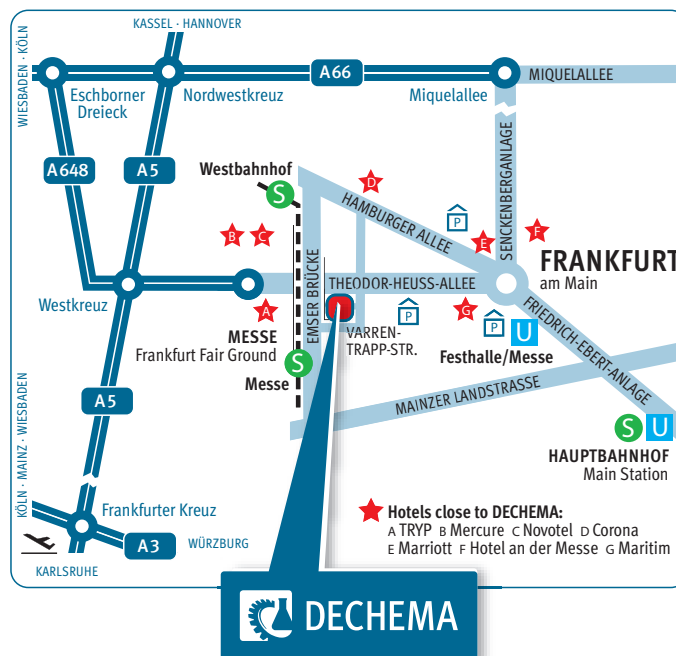 KASSEL · HANNOVER
WIESBADEN · KÖLN
A66
MIQUELALLEE
Eschborner
Dreieck
Nordwestkreuz
Miquelallee
A648
A5
Westbahnhof
S
D
HAMBURGER ALLEE
SENCKENBERGANLAGE
P
B
C
E
F
FRANKFURT
am Main
Westkreuz
EMSER BRÜCKE
THEODOR-HEUSS-ALLEE
A
G
P
P
U
MESSE
Frankfurt Fair Ground
VARREN-
TRAPP-STR.
Festhalle/Messe
FRIEDRICH-EBERT-ANLAGE
Messe
S
MAINZER LANDSTRASSE
A5
S
U
HAUPTBAHNHOF
Main Station
KÖLN · MAINZ · WIESBADEN
Frankfurter Kreuz
A3
WÜRZBURG
KARLSRUHE
Hotels close to DECHEMA:
A TRYP B Mercure C Novotel D Corona
E Marriott F Hotel an der Messe G Maritim
DECHEMA